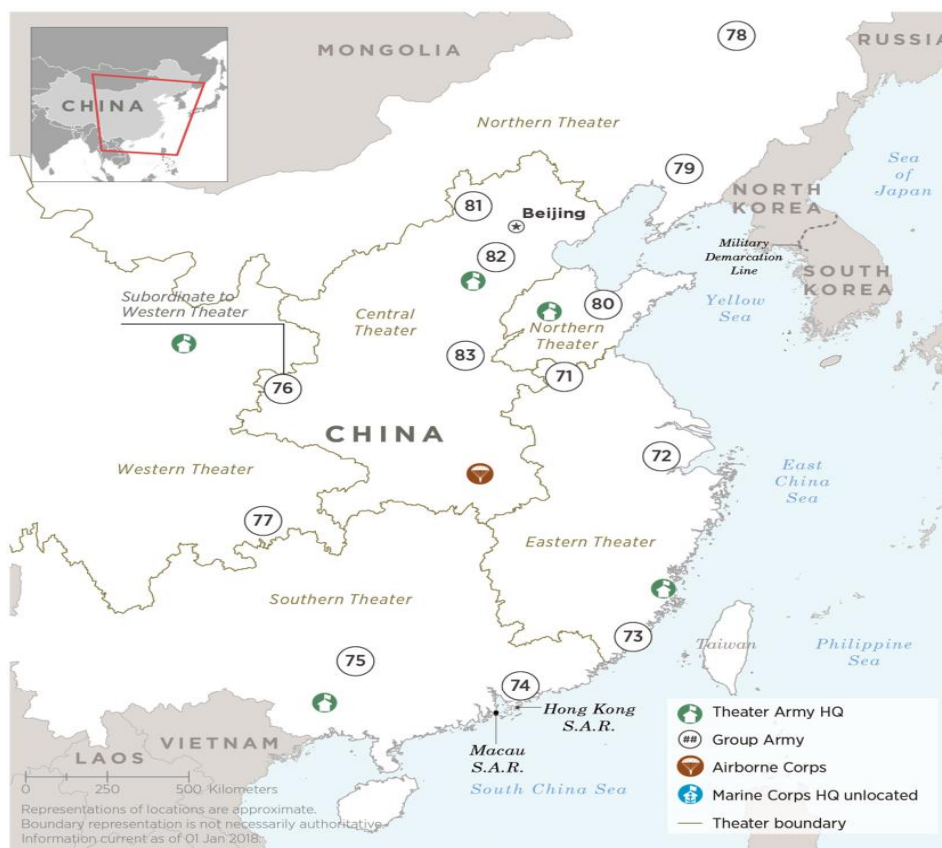 MONGOLIA
78
RUSSIA
CHINA
Northern Theater
79
Sea
of
Japan
NORTH
KOREA
81
Beijing
Military
Demarcation
Line
82
SOUTH
KOREA
Subordinate to
Western Theater
Central
Theater
80
Northern
Theater
Yellow
Sea
83
71
76
CHINA
72
Western Theater
East
China
Sea
77
Eastern Theater
Southern Theater
73
Taiwan
Philippine
Sea
75
74
Hong Kong
S.A.R.
Macau
S.A.R.
VIETNAM
LAOS
South China Sea
0 250 500 Kilometers
Representations of locations are approximate.
Boundary representation is not necessarily authoritative.
Information current as of 01 Jan 2018.
Theater Army HQ
## Group Army
Airborne Corps
Marine Corps HQ unlocated
Theater boundary